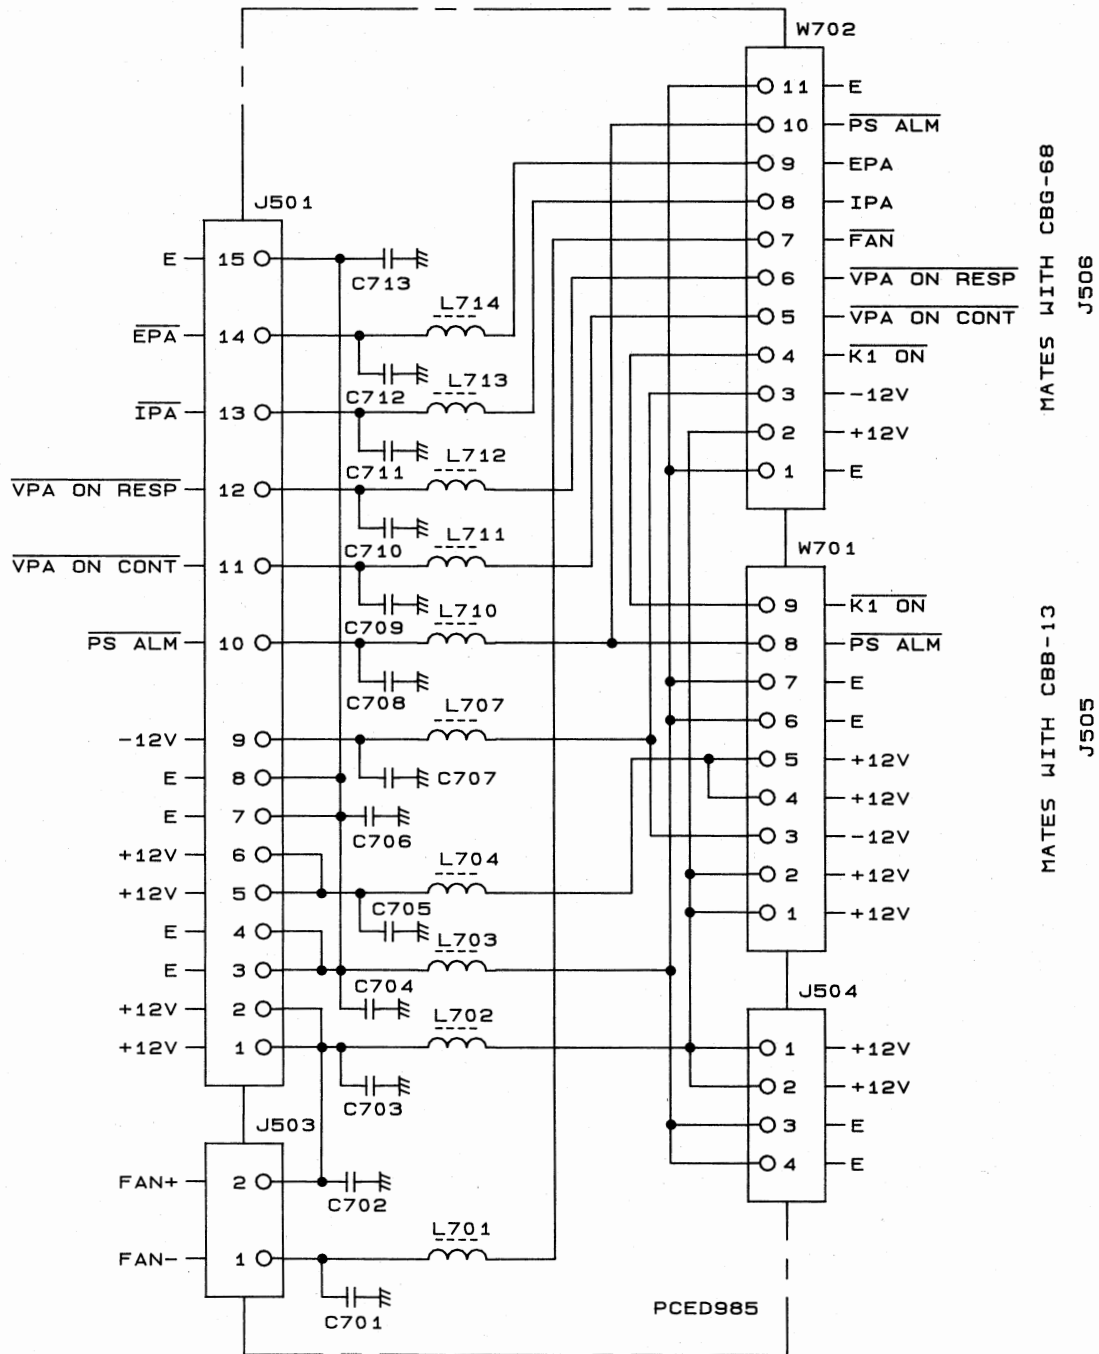 W702
11 E
10 PS ALM
9 EPA
8 IPA
7 FAN
6 VPA ON RESP
5 VPA ON CONT
4 K1 ON
3 -12V
2 +12V
1 E
MATES WITH CBG-68
J506
J501
E 15
C713
EPA 14
L714
C712
IPA 13
L713
C711
VPA ON RESP 12
L712
C710
VPA ON CONT 11
L711
C709
PS ALM 10
L710
C708
-12V 9
L707
C707
E 8
E 7
C706
+12V 6
+12V 5
L704
C705
E 4
E 3
L703
C704
+12V 2
+12V 1
L702
C703
W701
9 K1 ON
8 PS ALM
7 E
6 E
5 +12V
4 +12V
3 -12V
2 +12V
1 +12V
MATES WITH CBB-13
J505
J504
1 +12V
2 +12V
3 E
4 E
J503
FAN+ 2
C702
FAN- 1
L701
C701
PCED985